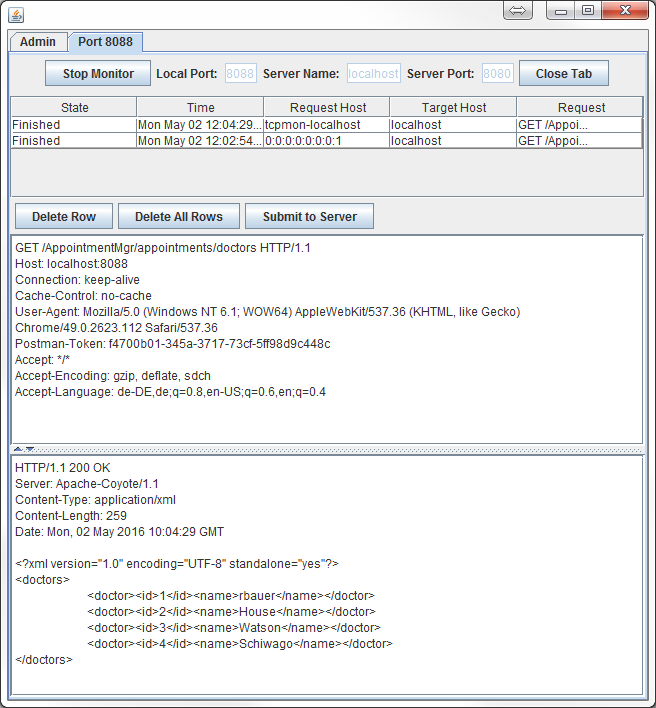 Admin
Port 8088
Stop Monitor Local Port: 8088 Server Name: localhost Server Port: 8080 Close Tab
State Time Request Host Target Host Request
Finished Mon May 02 12:04:29... tcpmon-localhost localhost GET /Appoi...
Finished Mon May 02 12:02:54... 0:0:0:0:0:0:0:1 localhost GET /Appoi...
Delete Row Delete All Rows Submit to Server
GET /AppointmentMgr/appointments/doctors HTTP/1.1
Host: localhost:8088
Connection: keep-alive
Cache-Control: no-cache
User-Agent: Mozilla/5.0 (Windows NT 6.1; WOW64) AppleWebKit/537.36 (KHTML, like Gecko)
Chrome/49.0.2623.112 Safari/537.36
Postman-Token: f4700b01-345a-3717-73cf-5ff98d9c448c
Accept: */*
Accept-Encoding: gzip, deflate, sdch
Accept-Language: de-DE,de;q=0.8,en-US;q=0.6,en;q=0.4
HTTP/1.1 200 OK
Server: Apache-Coyote/1.1
Content-Type: application/xml
Content-Length: 259
Date: Mon, 02 May 2016 10:04:29 GMT
<?xml version="1.0" encoding="UTF-8" standalone="yes"?>
<doctors>
<doctor><id>1</id><name>rbauer</name></doctor>
<doctor><id>2</id><name>House</name></doctor>
<doctor><id>3</id><name>Watson</name></doctor>
<doctor><id>4</id><name>Schiwago</name></doctor>
</doctors>